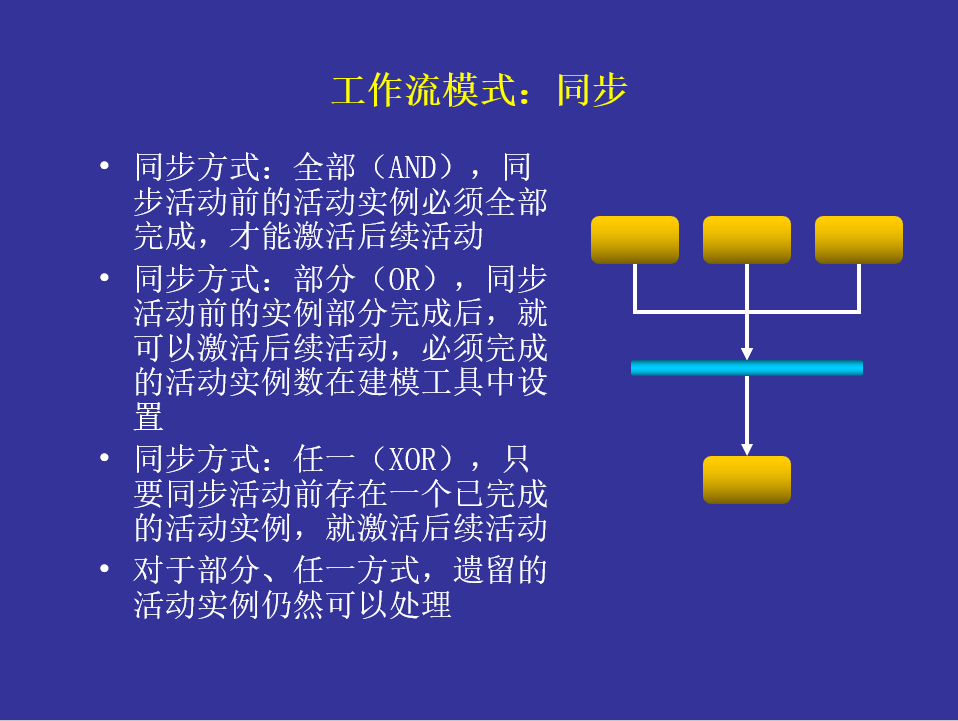 工作流模式：同步
• 同步方式：全部（AND），同
步活动前的活动实例必须全部
完成，才能激活后续活动
• 同步方式：部分（OR），同步
活动前的实例部分完成后，就
可以激活后续活动，必须完成
的活动实例数在建模工具中设
置
• 同步方式：任一（XOR），只
要同步活动前存在一个已完成
的活动实例，就激活后续活动
• 对于部分、任一方式，遗留的
活动实例仍然可以处理